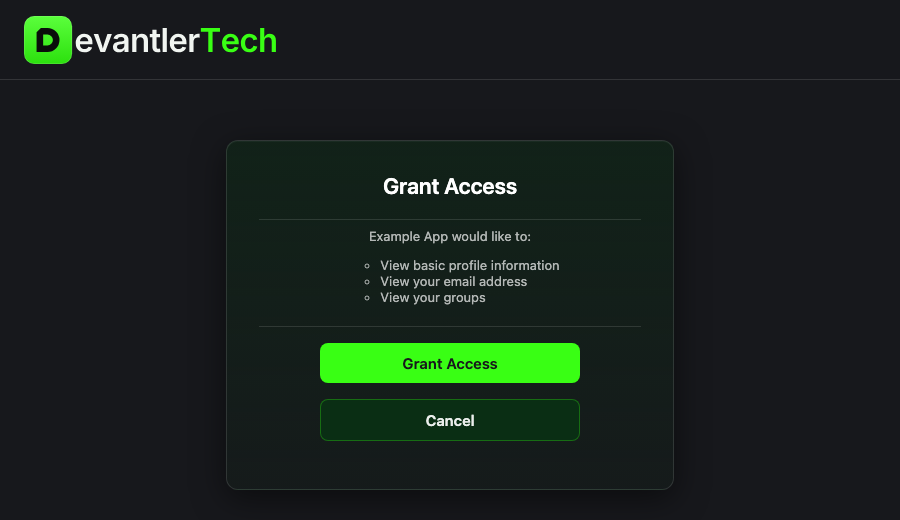 DevantlerTech
Grant Access
Example App would like to:
View basic profile information
View your email address
View your groups
Grant Access
Cancel